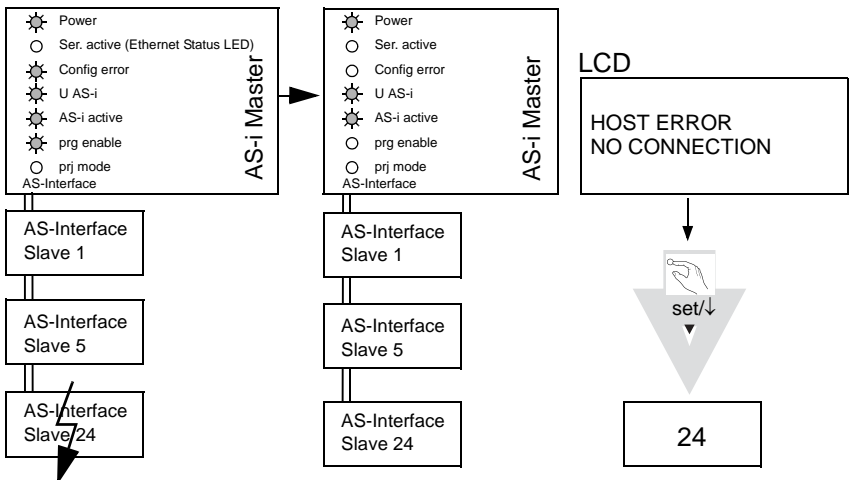 Power
Ser. active (Ethernet Status LED)
Config error
U AS-i
AS-i active
prg enable
prj mode
AS-Interface
AS-i Master
AS-Interface
Slave 1
AS-Interface
Slave 5
AS-Interface
Slave 24
Power
Ser. active
Config error
U AS-i
AS-i active
prg enable
prj mode
AS-Interface
AS-i Master
AS-Interface
Slave 1
AS-Interface
Slave 5
AS-Interface
Slave 24
LCD
HOST ERROR
NO CONNECTION
set/↓
24